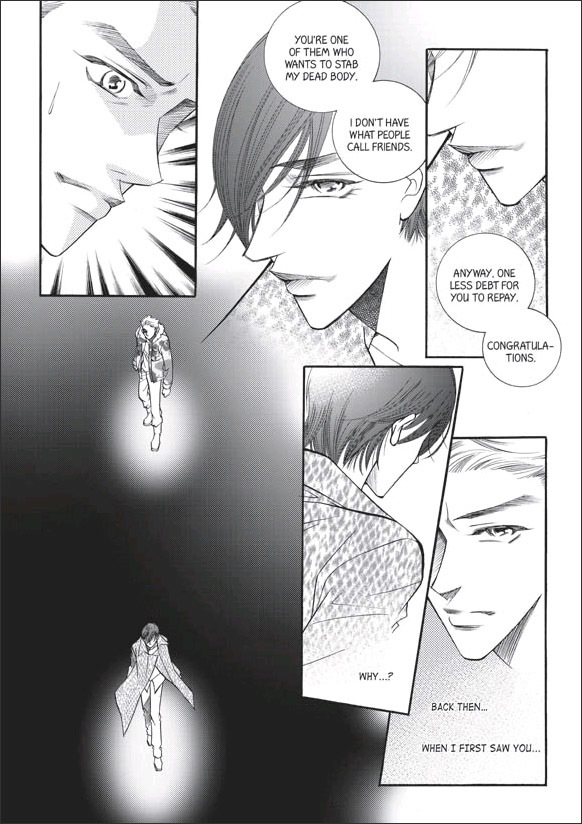 YOU'RE ONE
OF THEM WHO
WANTS TO STAB
MY DEAD BODY.
I DON'T HAVE
WHAT PEOPLE
CALL FRIENDS.
ANYWAY, ONE
LESS DEBT FOR
YOU TO REPAY.
CONGRATULA-
TIONS.
WHY...?
BACK THEN...
WHEN I FIRST SAW YOU...